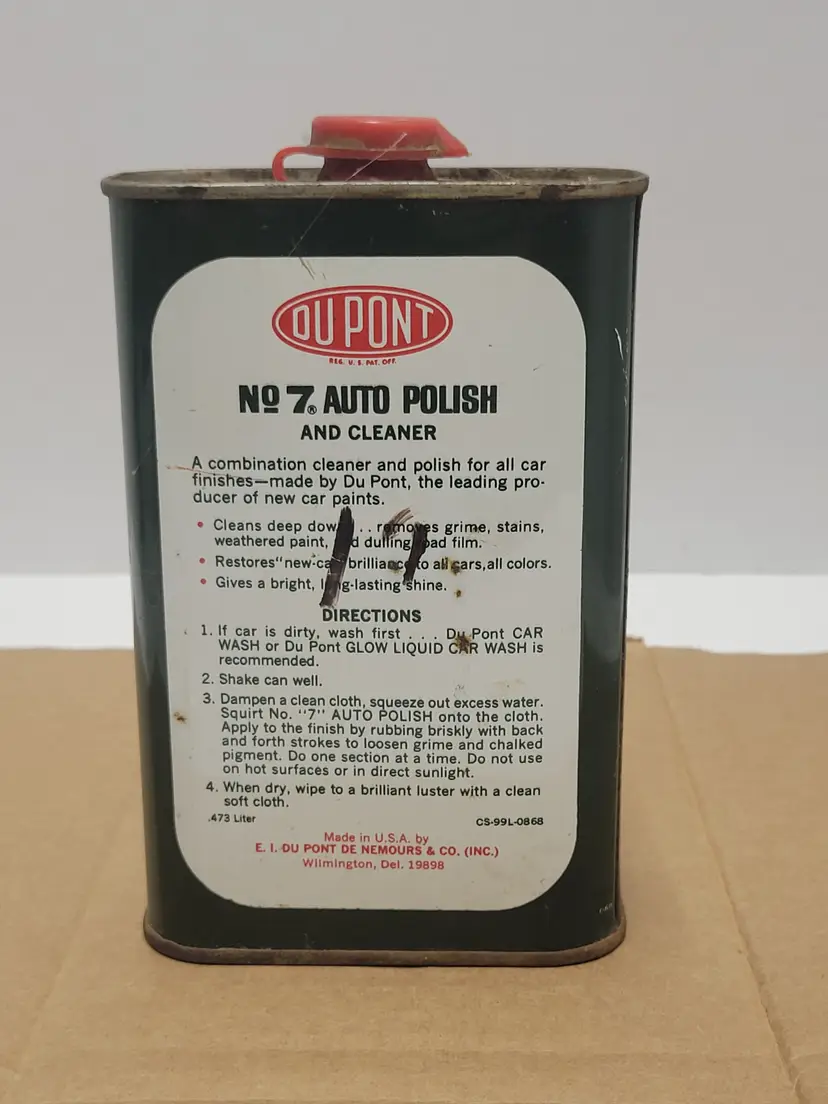 DU PONT
REG. U. S. PAT. OFF.
No 7® AUTO POLISH
AND CLEANER
A combination cleaner and polish for all car
finishes—made by Du Pont, the leading pro-
ducer of new car paints.
• Cleans deep down . . . removes grime, stains,
weathered paint, and dulling road film.
• Restores "new-car" brilliance to all cars, all colors.
• Gives a bright, long-lasting shine.
DIRECTIONS
1. If car is dirty, wash first . . . Du Pont CAR
WASH or Du Pont GLOW LIQUID CAR WASH is
recommended.
2. Shake can well.
3. Dampen a clean cloth, squeeze out excess water.
Squirt No. "7" AUTO POLISH onto the cloth.
Apply to the finish by rubbing briskly with back
and forth strokes to loosen grime and chalked
pigment. Do one section at a time. Do not use
on hot surfaces or in direct sunlight.
4. When dry, wipe to a brilliant luster with a clean
soft cloth.
.473 Liter CS-99L-0868
Made in U.S.A. by
E. I. DU PONT DE NEMOURS & CO. (INC.)
Wilmington, Del. 19898